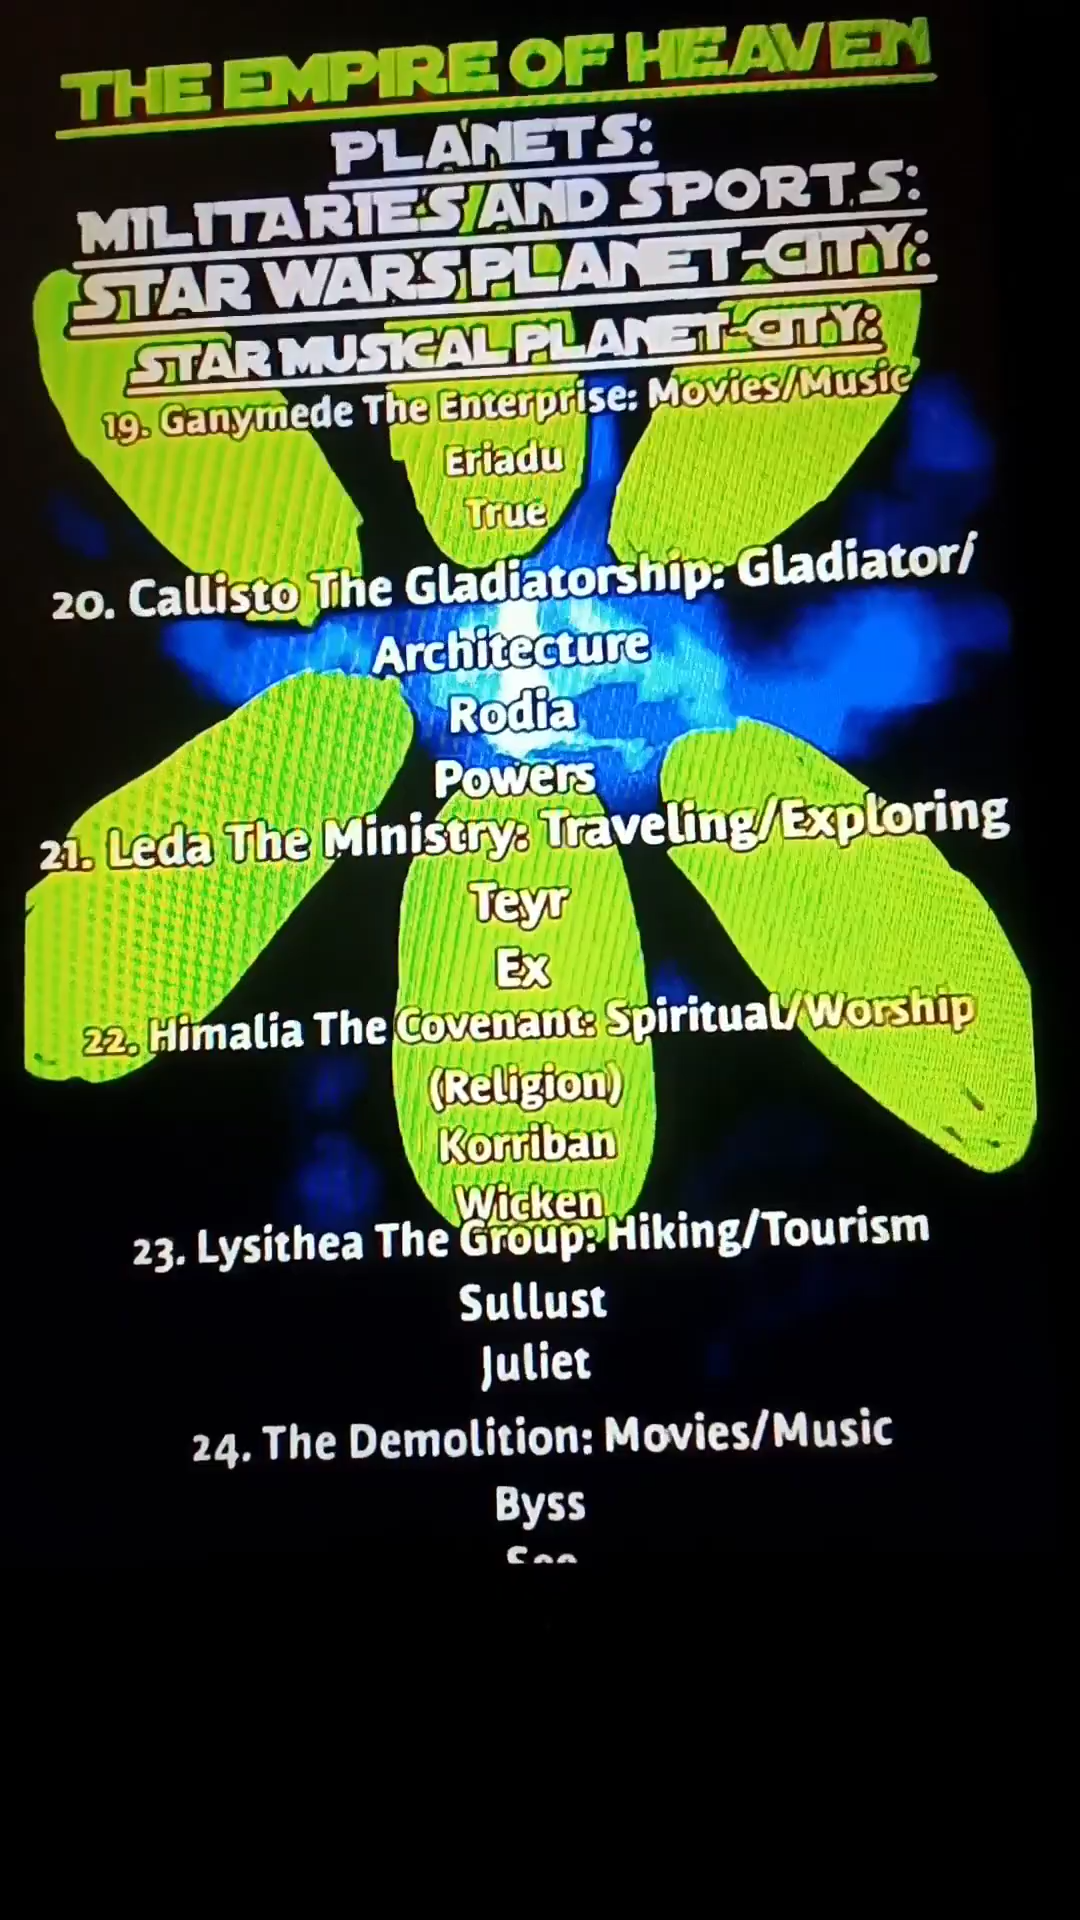 THE EMPIRE OF HEAVEN
PLANETS:
MILITARIES AND SPORTS:
STAR WARS PLANET-CITY:
STAR MUSICAL PLANET-CITY:
19. Ganymede The Enterprise: Movies/Music
Eriadu
True
20. Callisto The Gladiatorship: Gladiator/
Architecture
Rodia
Powers
21. Leda The Ministry: Traveling/Exploring
Teyr
Ex
22. Himalia The Covenant: Spiritual/Worship
(Religion)
Korriban
Wicken
23. Lysithea The Group: Hiking/Tourism
Sullust
Juliet
24. The Demolition: Movies/Music
Byss